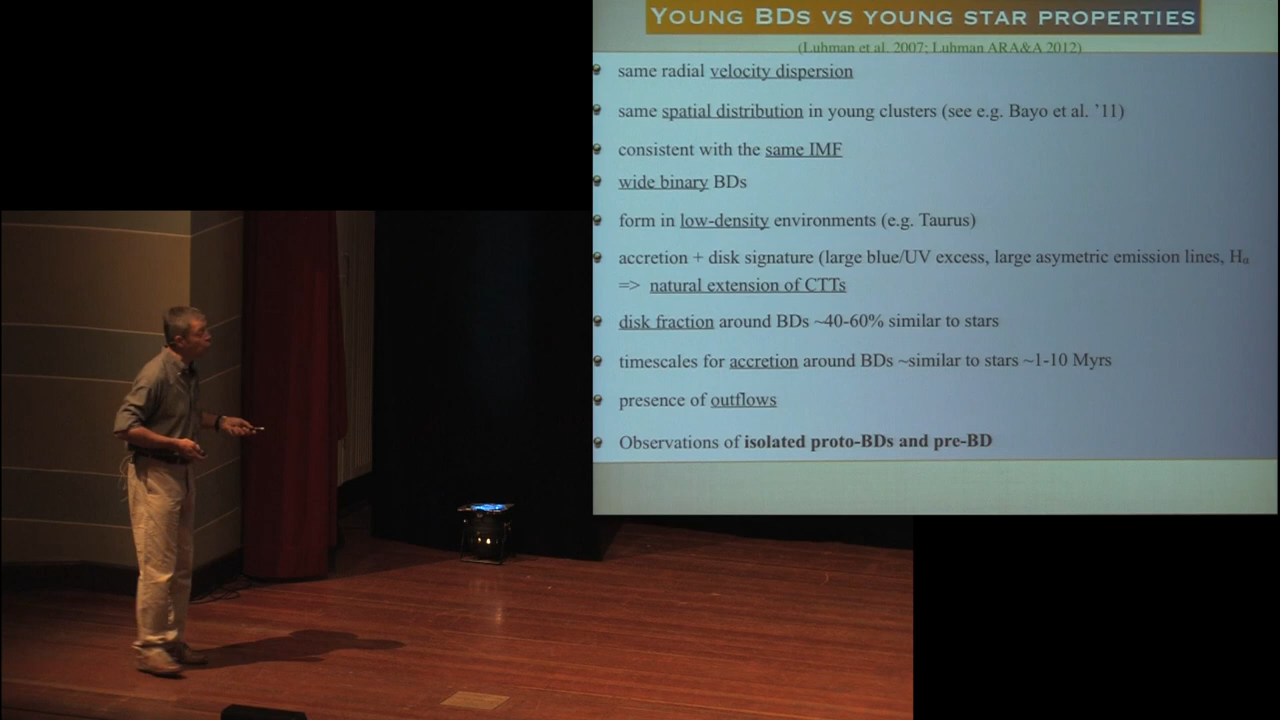 YOUNG BDS VS YOUNG STAR PROPERTIES
(Luhman et al. 2007; Luhman ARA&A 2012)
same radial velocity dispersion
same spatial distribution in young clusters (see e.g. Bayo et al. ’11)
consistent with the same IMF
wide binary BDs
form in low-density environments (e.g. Taurus)
accretion + disk signature (large blue/UV excess, large asymetric emission lines, Hα
=> natural extension of CTTs
disk fraction around BDs ~40-60% similar to stars
timescales for accretion around BDs ~similar to stars ~1-10 Myrs
presence of outflows
Observations of isolated proto-BDs and pre-BD